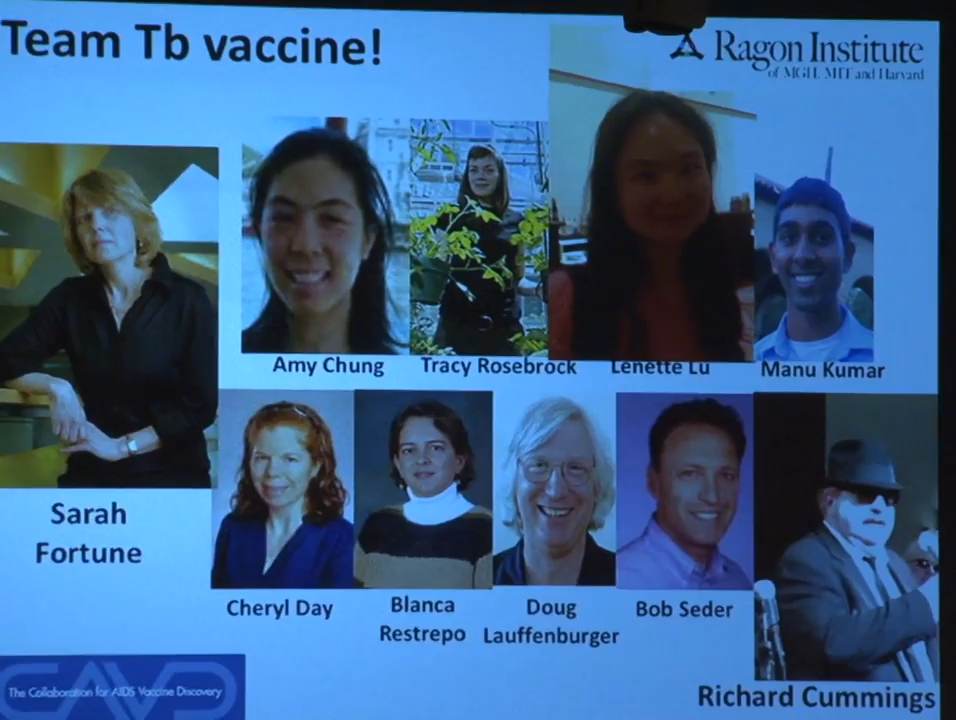 Team Tb vaccine!
Ragon Institute
of MGH, MIT and Harvard
Amy Chung
Tracy Rosebrock
Lenette Lu
Manu Kumar
Sarah
Fortune
Cheryl Day
Blanca
Restrepo
Doug
Lauffenburger
Bob Seder
Richard Cummings
CAVD
The Collaboration for AIDS Vaccine Discovery